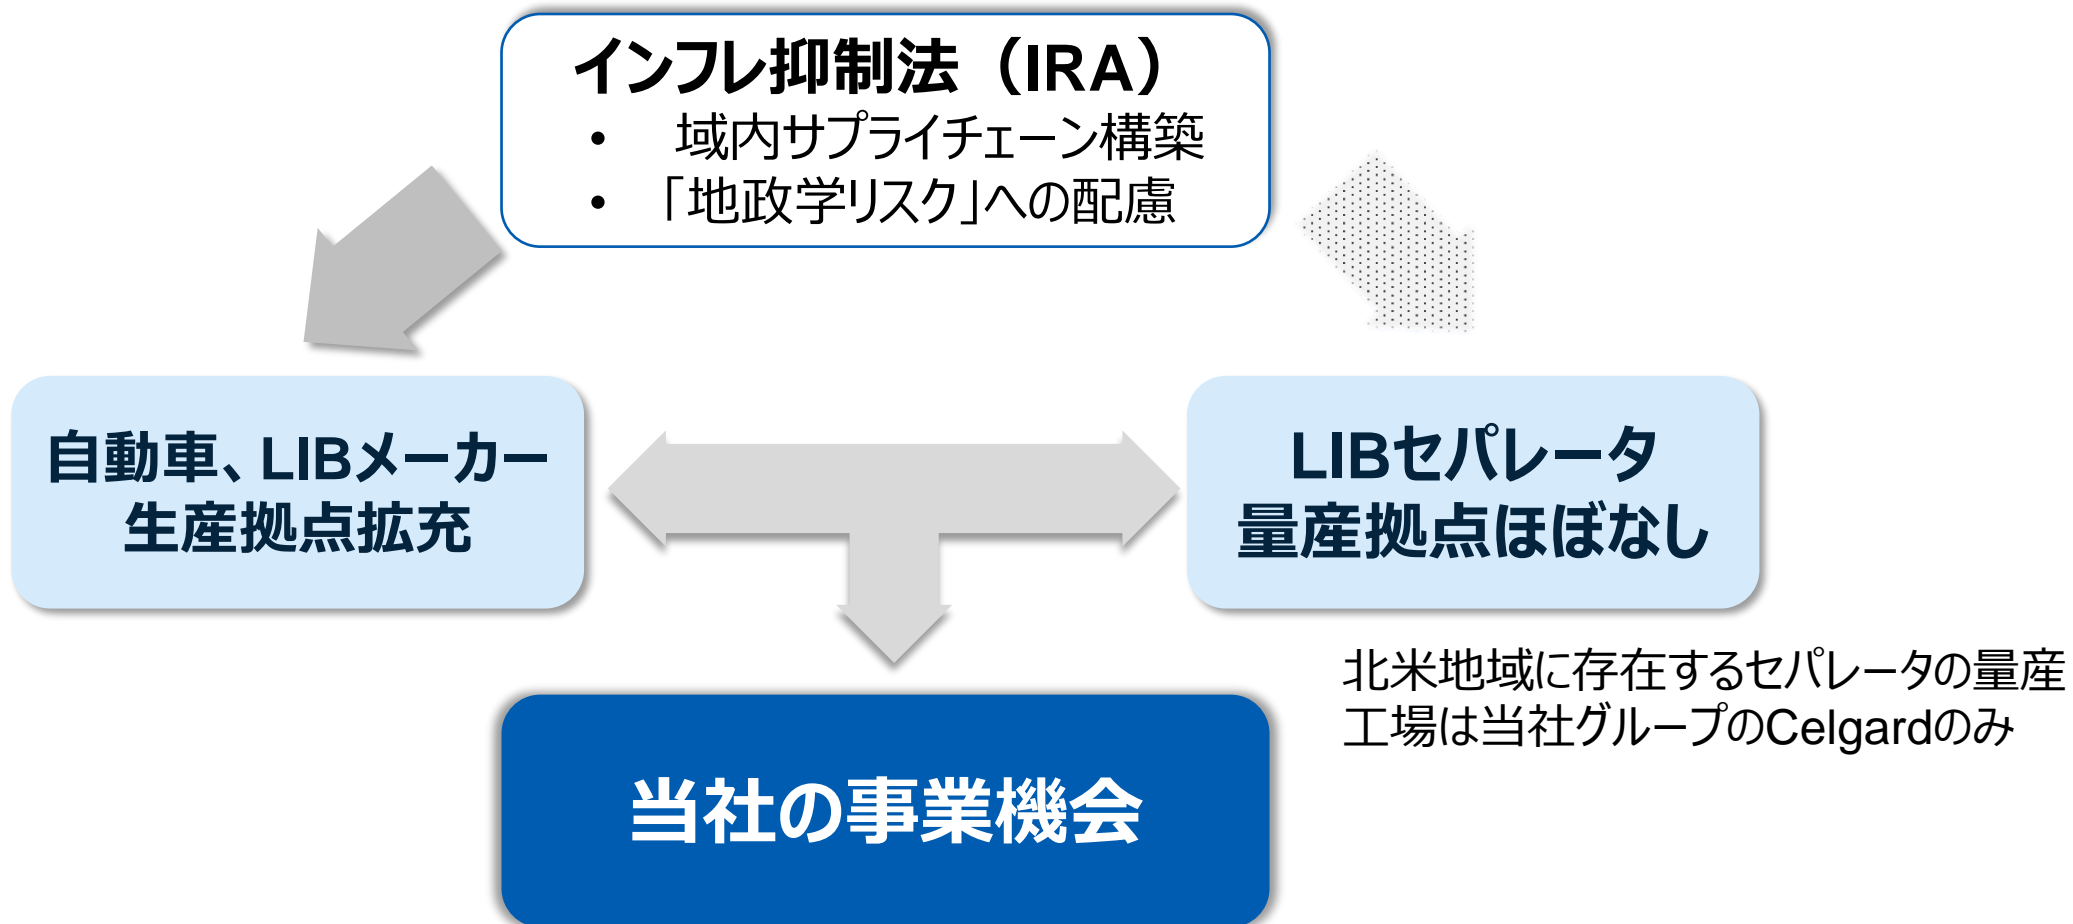 インフレ抑制法（IRA）
• 域内サプライチェーン構築
• 「地政学リスク」への配慮
自動車、LIBメーカー
生産拠点拡充
LIBセパレータ
量産拠点ほぼなし
北米地域に存在するセパレータの量産
工場は当社グループのCelgardのみ
当社の事業機会